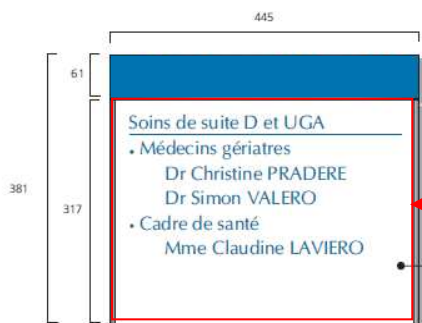 445
61
381
317
Soins de suite D et UGA
• Médecins gériatres
Dr Christine PRADERE
Dr Simon VALERO
• Cadre de santé
Mme Claudine LAVIERO